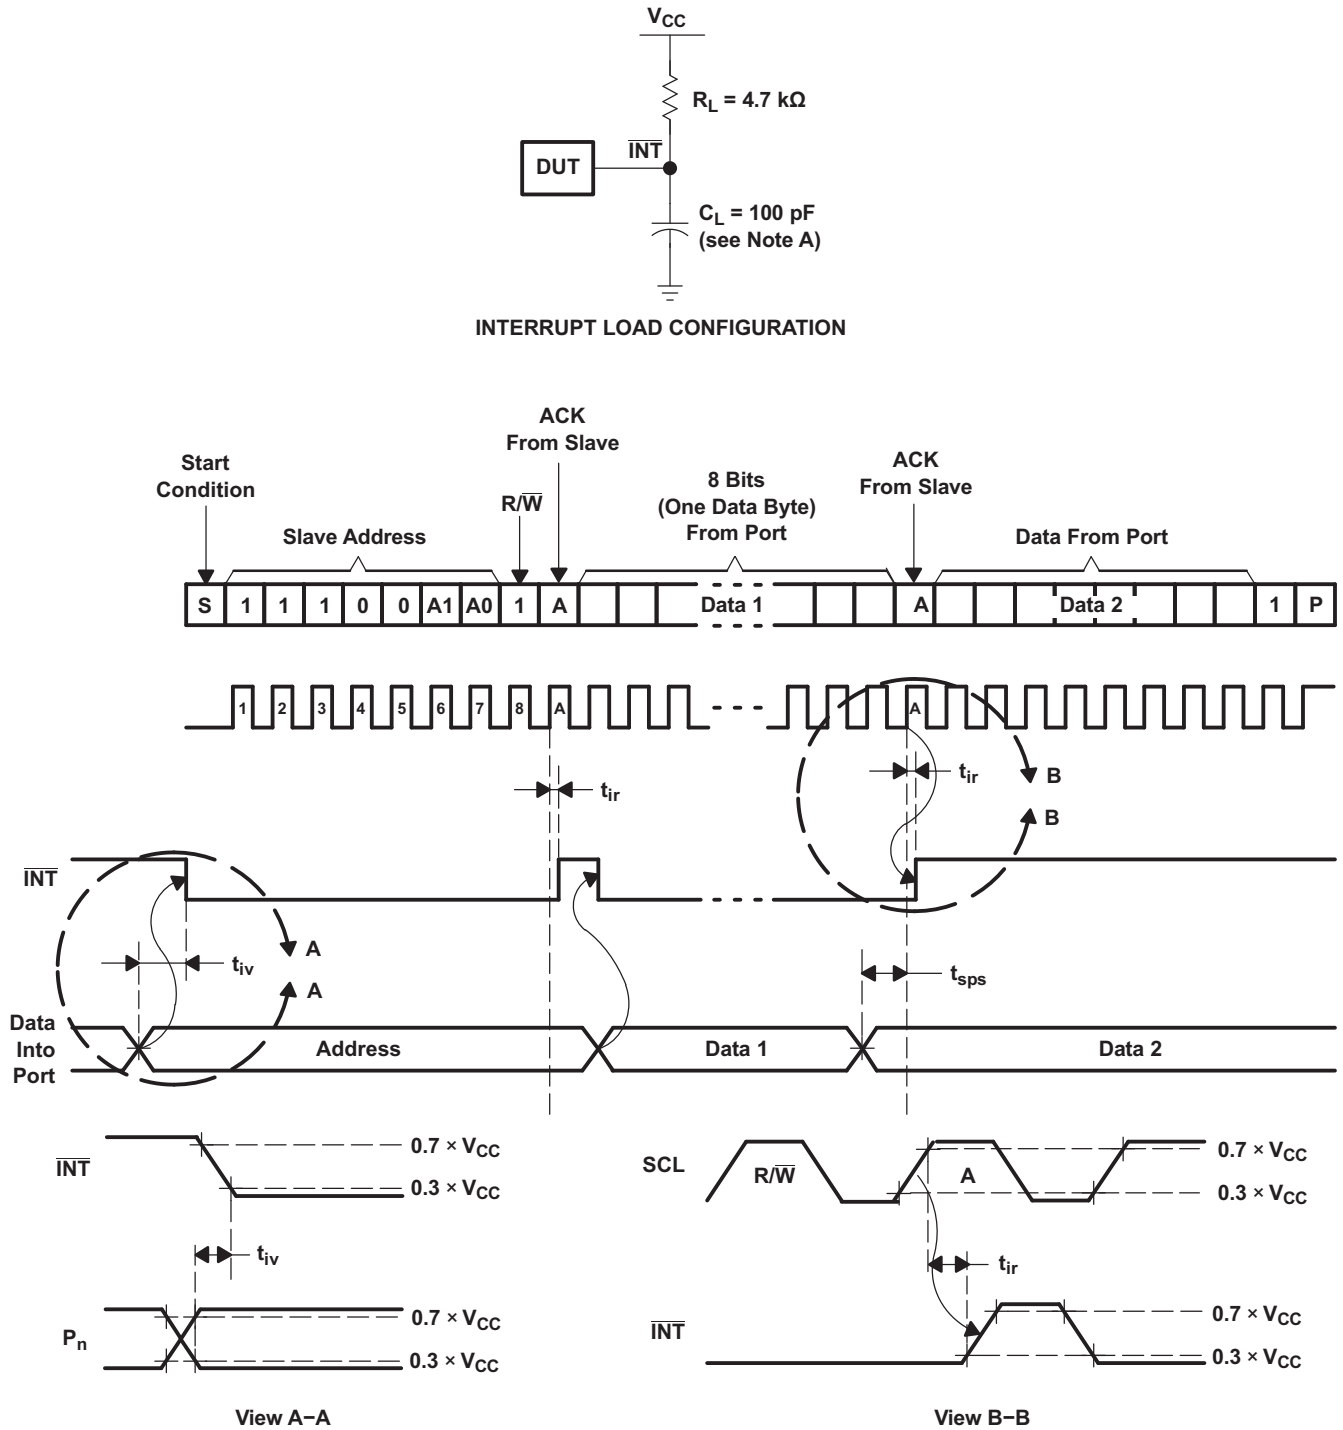 VCC
RL = 4.7 kΩ
INT
DUT
CL = 100 pF
(see Note A)
INTERRUPT LOAD CONFIGURATION
ACK
From Slave
Start
Condition
R/W
Slave Address
8 Bits
(One Data Byte)
From Port
ACK
From Slave
Data From Port
S 1 1 1 0 0 A1 A0 1 A Data 1 A Data 2 1 P
1 2 3 4 5 6 7 8 A A
tir
tir
B
B
INT
A
tiv
A
tsps
Data
Into
Port
Address
Data 1
Data 2
INT
0.7 × VCC
0.3 × VCC
tiv
Pn
0.7 × VCC
0.3 × VCC
View A−A
SCL
R/W
A
0.7 × VCC
0.3 × VCC
tir
INT
0.7 × VCC
0.3 × VCC
View B−B